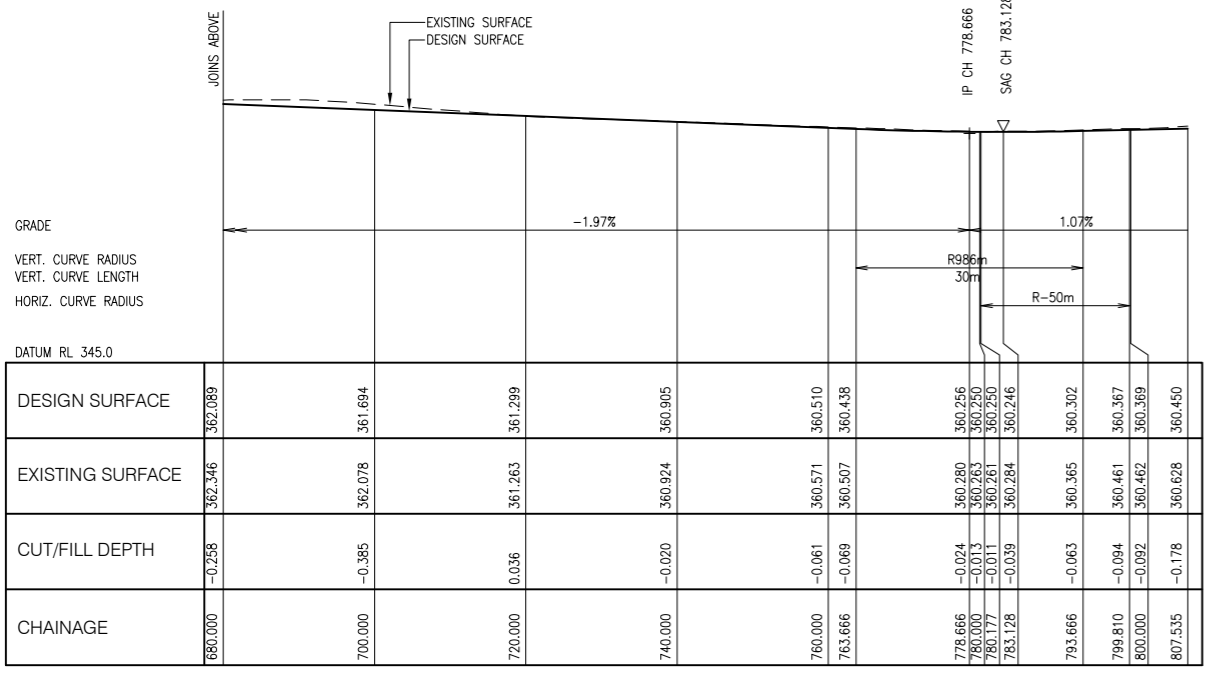 JOINS ABOVE
EXISTING SURFACE
DESIGN SURFACE
IP CH 778.666
SAG CH 783.128
GRADE
-1.97%
1.07%
VERT. CURVE RADIUS
R986m
VERT. CURVE LENGTH
30m
HORIZ. CURVE RADIUS
R-50m
DATUM RL 345.0
DESIGN SURFACE 362.089 361.694 361.299 360.905 360.510 360.438 360.256 360.250 360.250 360.246 360.302 360.367 360.369 360.450
EXISTING SURFACE 362.346 362.078 361.263 360.924 360.571 360.507 360.280 360.263 360.261 360.284 360.365 360.461 360.462 360.628
CUT/FILL DEPTH -0.258 -0.385 0.036 -0.020 -0.061 -0.069 -0.024 -0.013 -0.011 -0.039 -0.063 -0.094 -0.092 -0.178
CHAINAGE 680.000 700.000 720.000 740.000 760.000 763.666 778.666 780.000 780.177 783.128 793.666 799.810 800.000 807.535